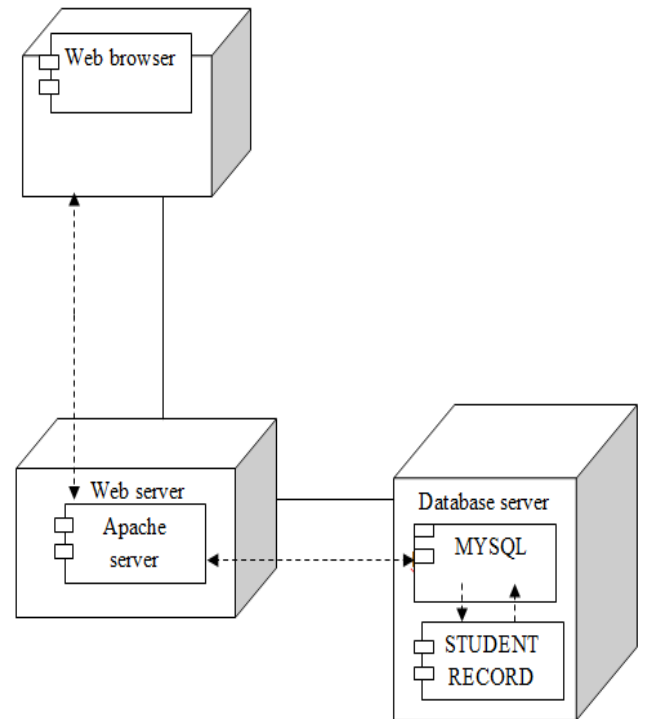 Web browser
Web server
Apache
server
Database server
MYSQL
STUDENT
RECORD